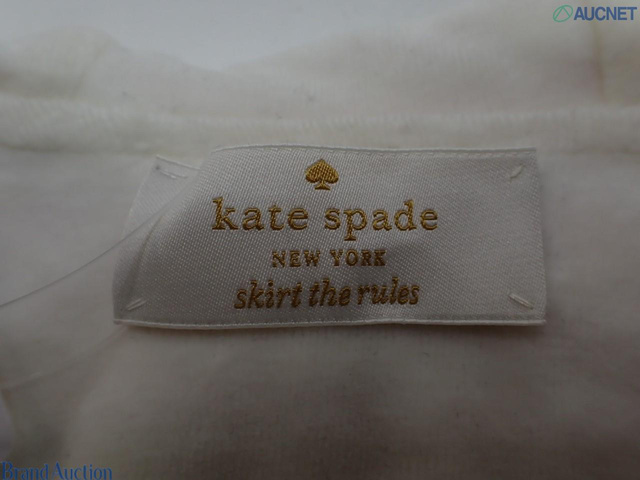 AUCNET
kate spade
NEW YORK
skirt the rules
Brand Auction